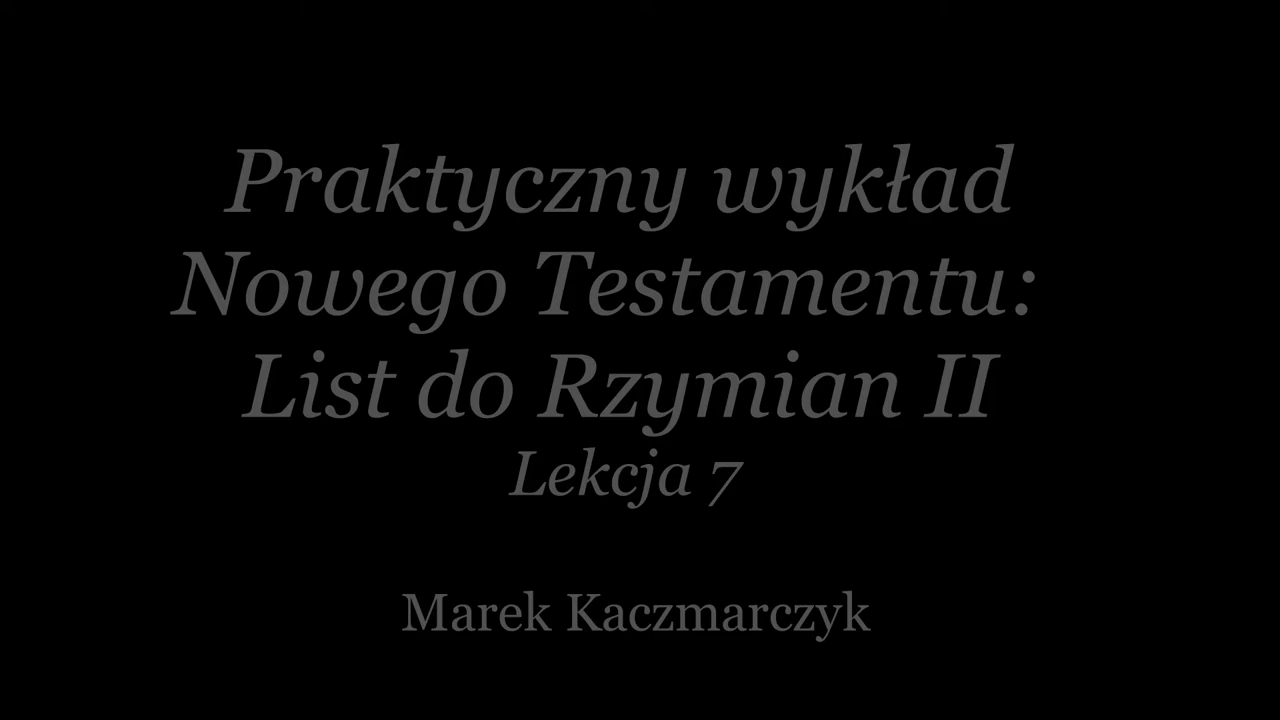 Praktyczny wykład
Nowego Testamentu:
List do Rzymian II
Lekcja 7
Marek Kaczmarczyk